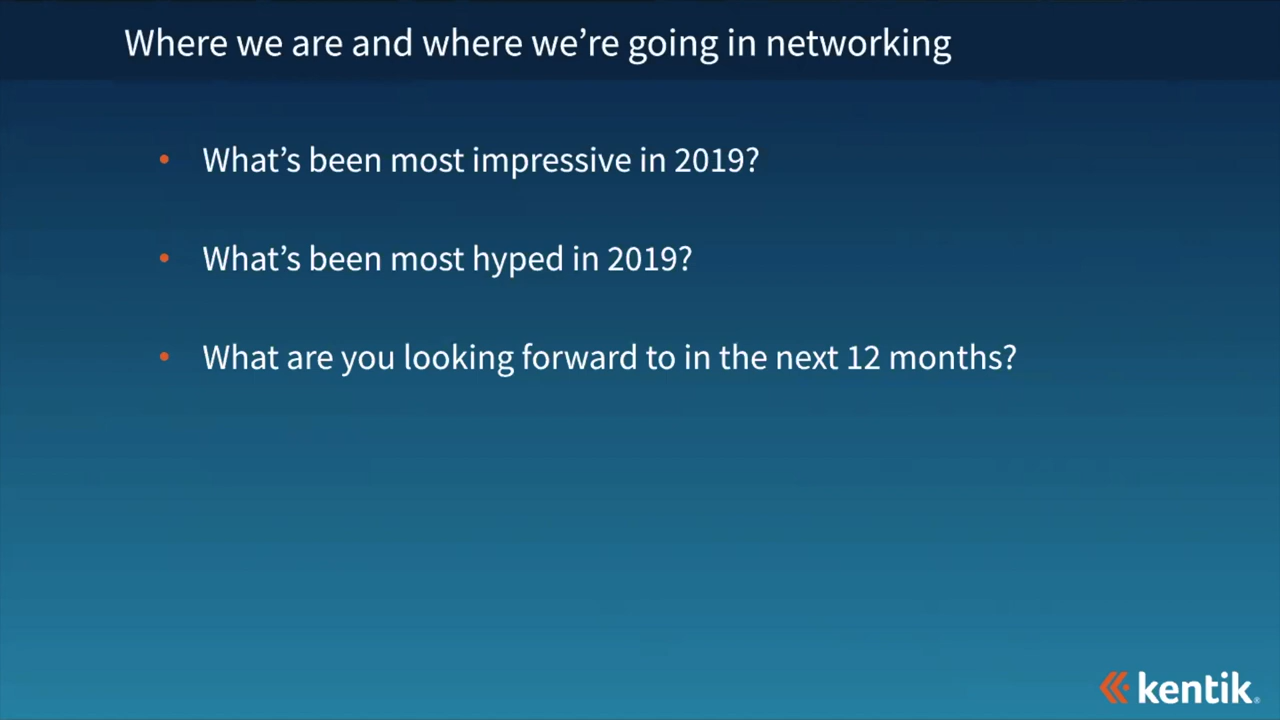 Where we are and where we’re going in networking
• What’s been most impressive in 2019?
• What’s been most hyped in 2019?
• What are you looking forward to in the next 12 months?
kentik®